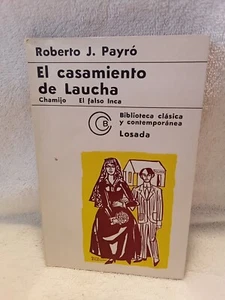 Roberto J. Payró
El casamiento
de Laucha
Chamijo El falso Inca
Biblioteca clásica
y contemporánea
Losada